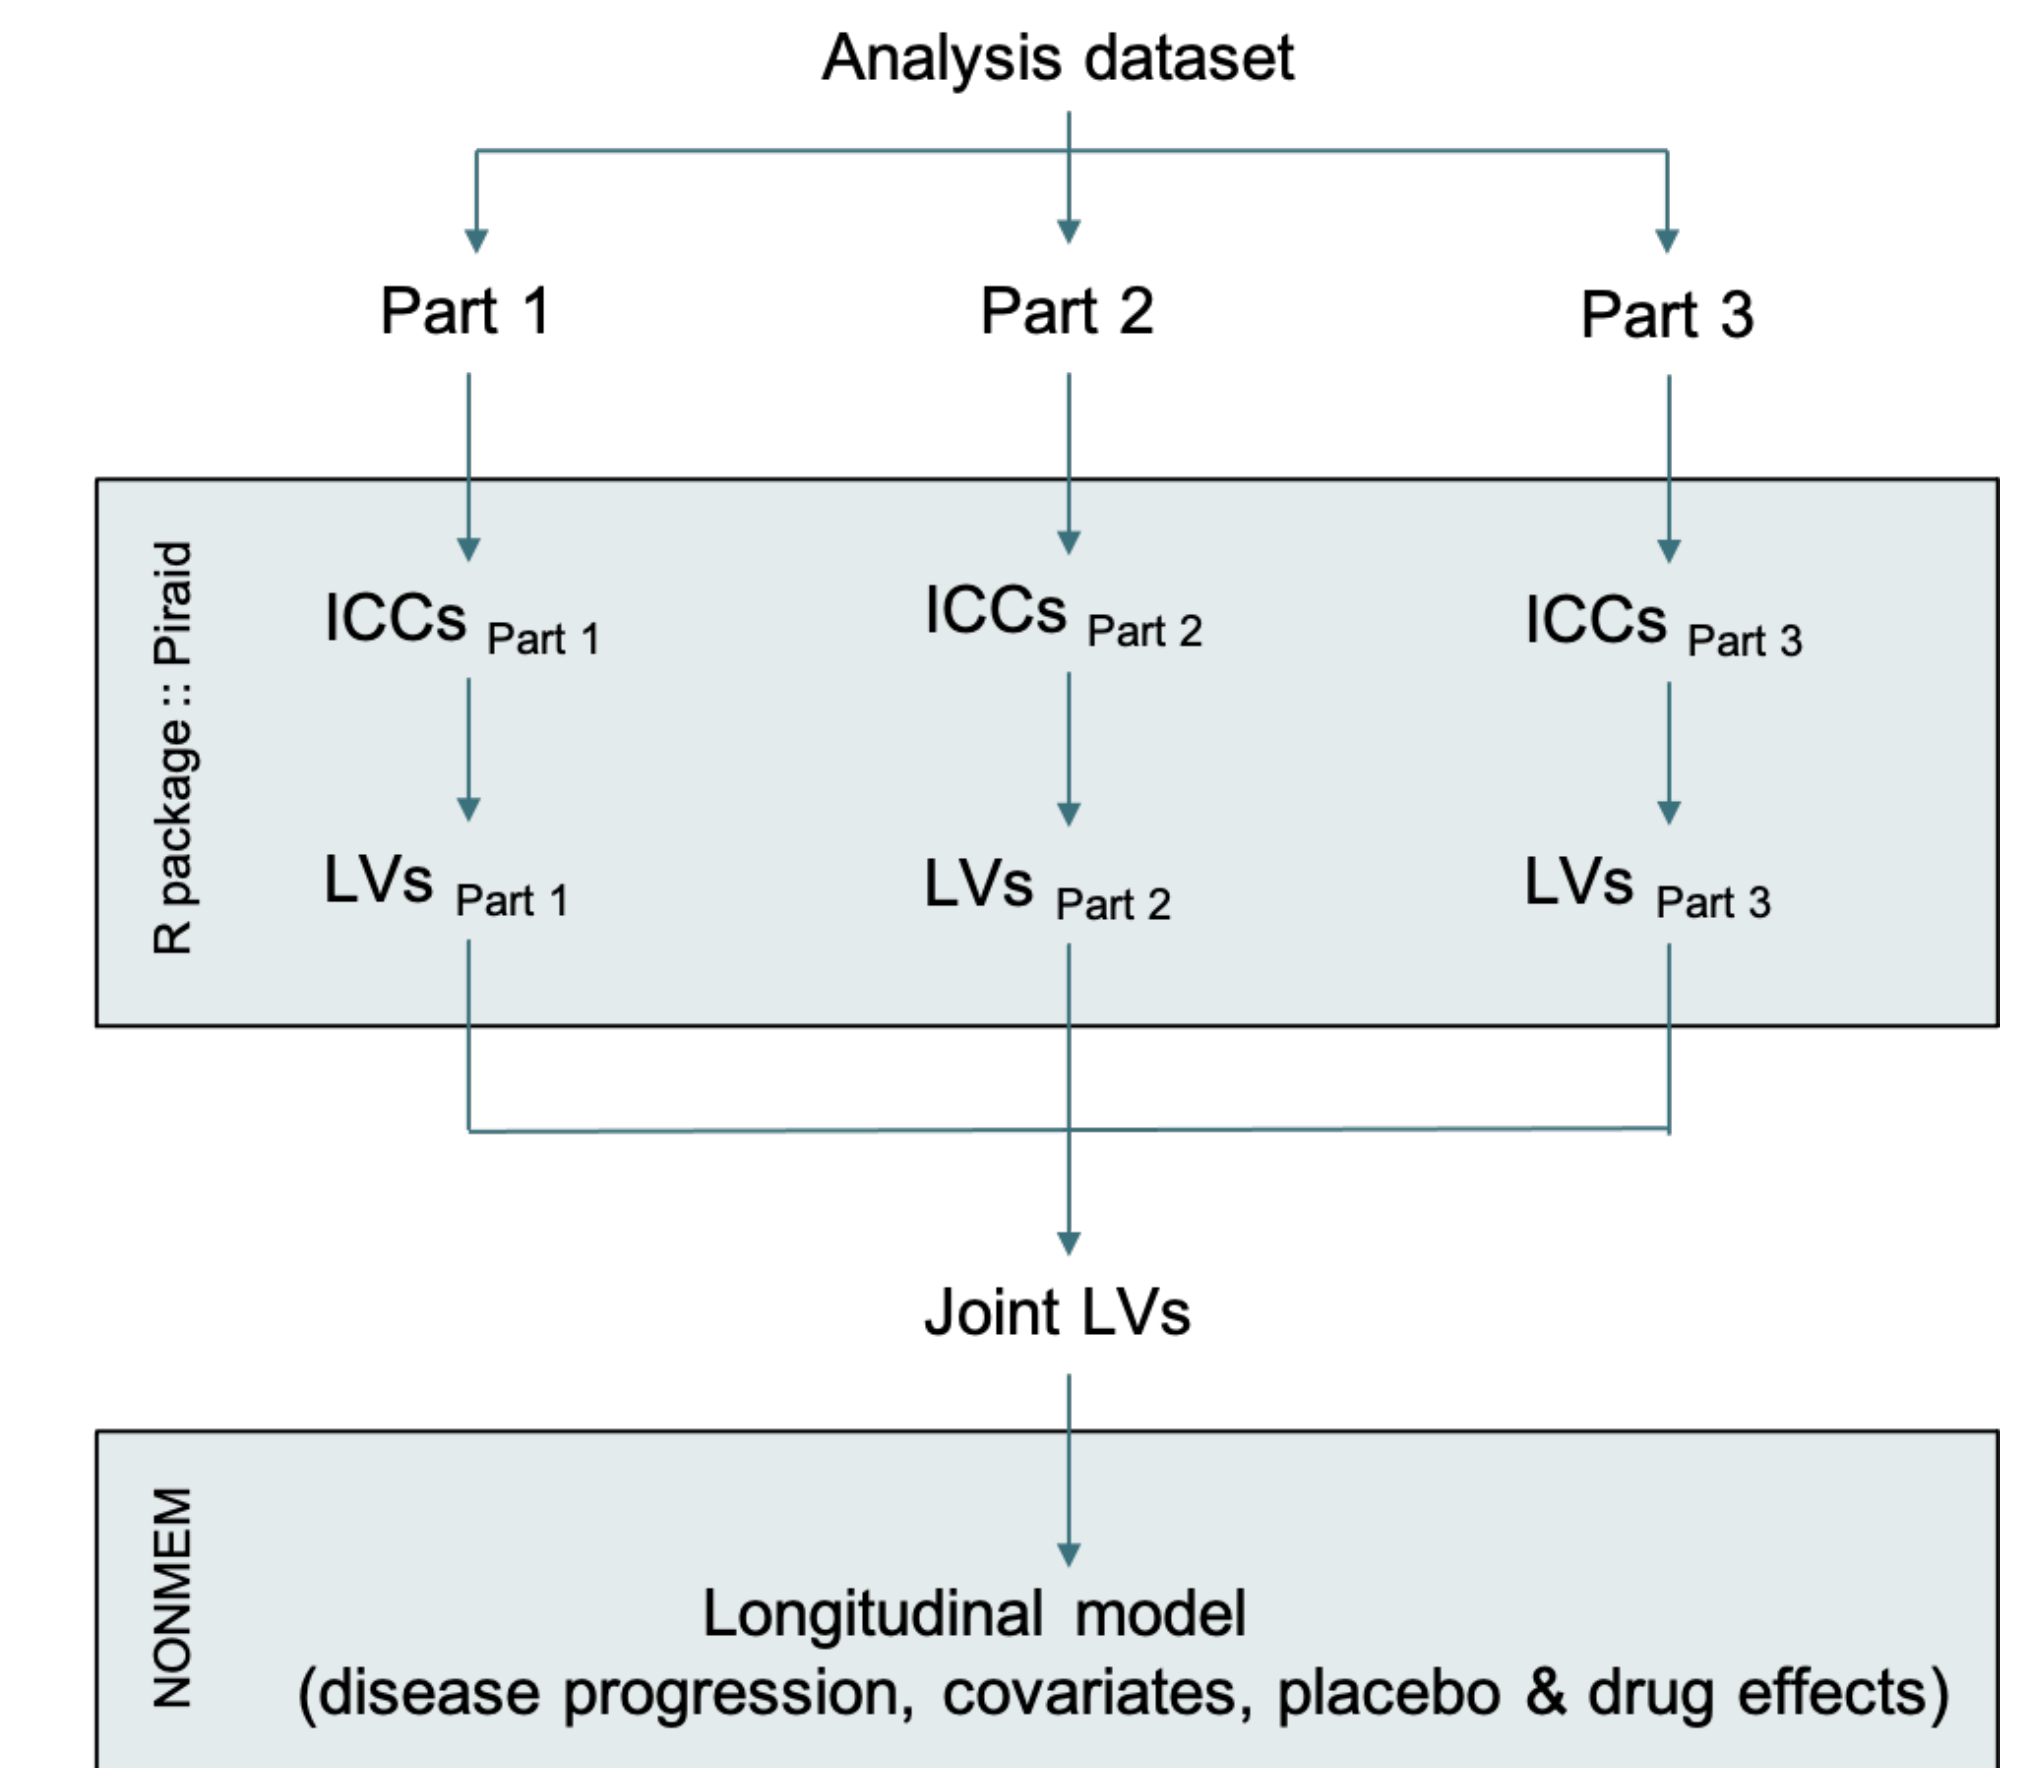 Analysis dataset
Part 1
Part 2
Part 3
R package :: Piraid
ICCs Part 1
ICCs Part 2
ICCs Part 3
LVs Part 1
LVs Part 2
LVs Part 3
Joint LVs
NONMEM
Longitudinal model
(disease progression, covariates, placebo & drug effects)